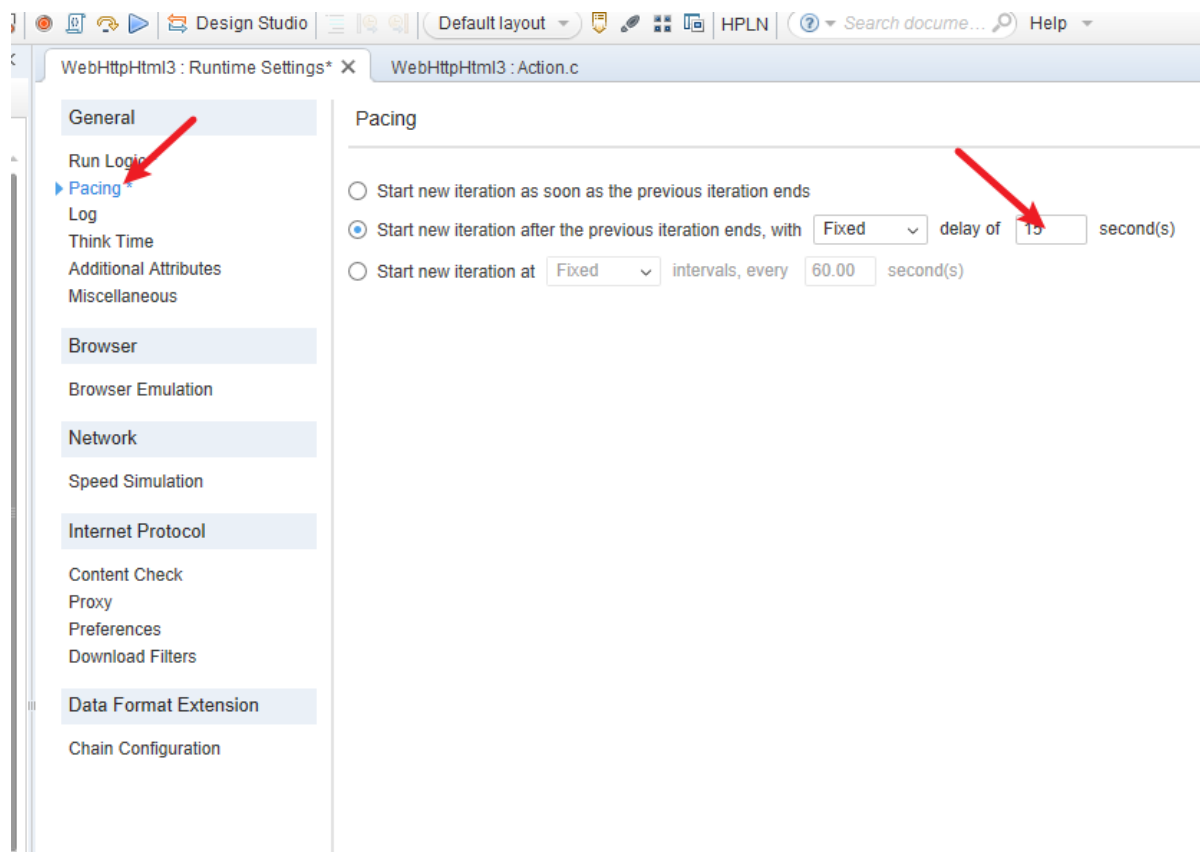 Design Studio Default layout HPLN Search docume... Help
WebHttpHtml3 : Runtime Settings* WebHttpHtml3 : Action.c
General
Run Logic
Pacing *
Log
Think Time
Additional Attributes
Miscellaneous
Browser
Browser Emulation
Network
Speed Simulation
Internet Protocol
Content Check
Proxy
Preferences
Download Filters
Data Format Extension
Chain Configuration
Pacing
Start new iteration as soon as the previous iteration ends
Start new iteration after the previous iteration ends, with Fixed delay of 15 second(s)
Start new iteration at Fixed intervals, every 60.00 second(s)